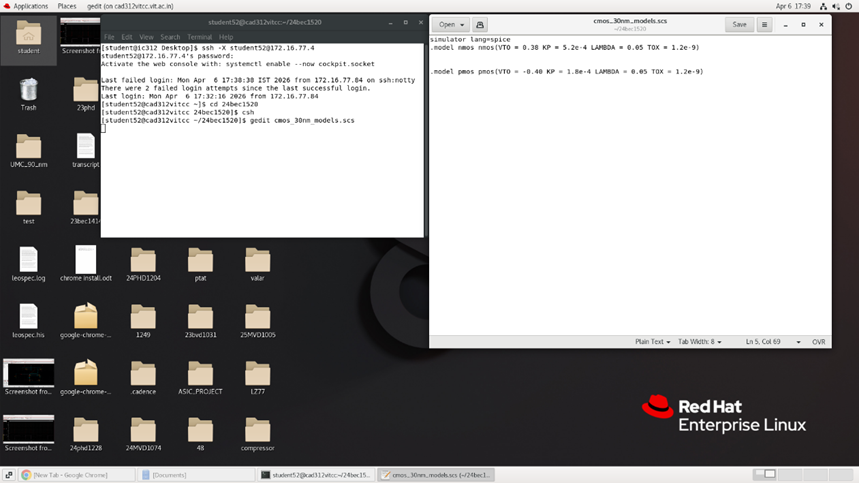 Applications
Places
gedit (on cad312vitcc.vit.ac.in)
Apr 6 17:39
student52@cad312vitcc:~/24bec1520
File Edit View Search Terminal Help
[student@ic312 Desktop]$ ssh -X student52@172.16.77.4
student52@172.16.77.4's password:
Activate the web console with: systemctl enable --now cockpit.socket
Last failed login: Mon Apr 6 17:38:38 IST 2026 from 172.16.77.84 on ssh:notty
There were 2 failed login attempts since the last successful login.
Last login: Mon Apr 6 17:32:16 2026 from 172.16.77.84
[student52@cad312vitcc ~]$ cd 24bec1520
[student52@cad312vitcc 24bec1520]$ csh
[student52@cad312vitcc ~/24bec1520]$ gedit cmos_30nm_models.scs
Open
cmos_30nm_models.scs
~/24bec1520
Save
simulator lang=spice
.model nmos nmos(VTO = 0.38 KP = 5.2e-4 LAMBDA = 0.05 TOX = 1.2e-9)
.model pmos pmos(VTO = -0.40 KP = 1.8e-4 LAMBDA = 0.05 TOX = 1.2e-9)
Plain Text
Tab Width: 8
Ln 5, Col 69
OVR
student
Screenshot from...
Trash
23phd
UMC_90_nm
transcript
test
23bec141
leospec.log
chrome install.odt
24PHD1204
ptat
valar
leospec.his
google-chrome-...
1249
23bvd1031
25MVD1005
Screenshot fro...
google-chrome-...
.cadence
ASIC_PROJECT
LZ77
Screenshot fro...
24phd1228
24MVD1074
48
compressor
Red Hat
Enterprise Linux
[New Tab - Google Chrome]
[Documents]
student52@cad312vitcc:~/24bec15...
cmos_30nm_models.scs (~/24bec1...